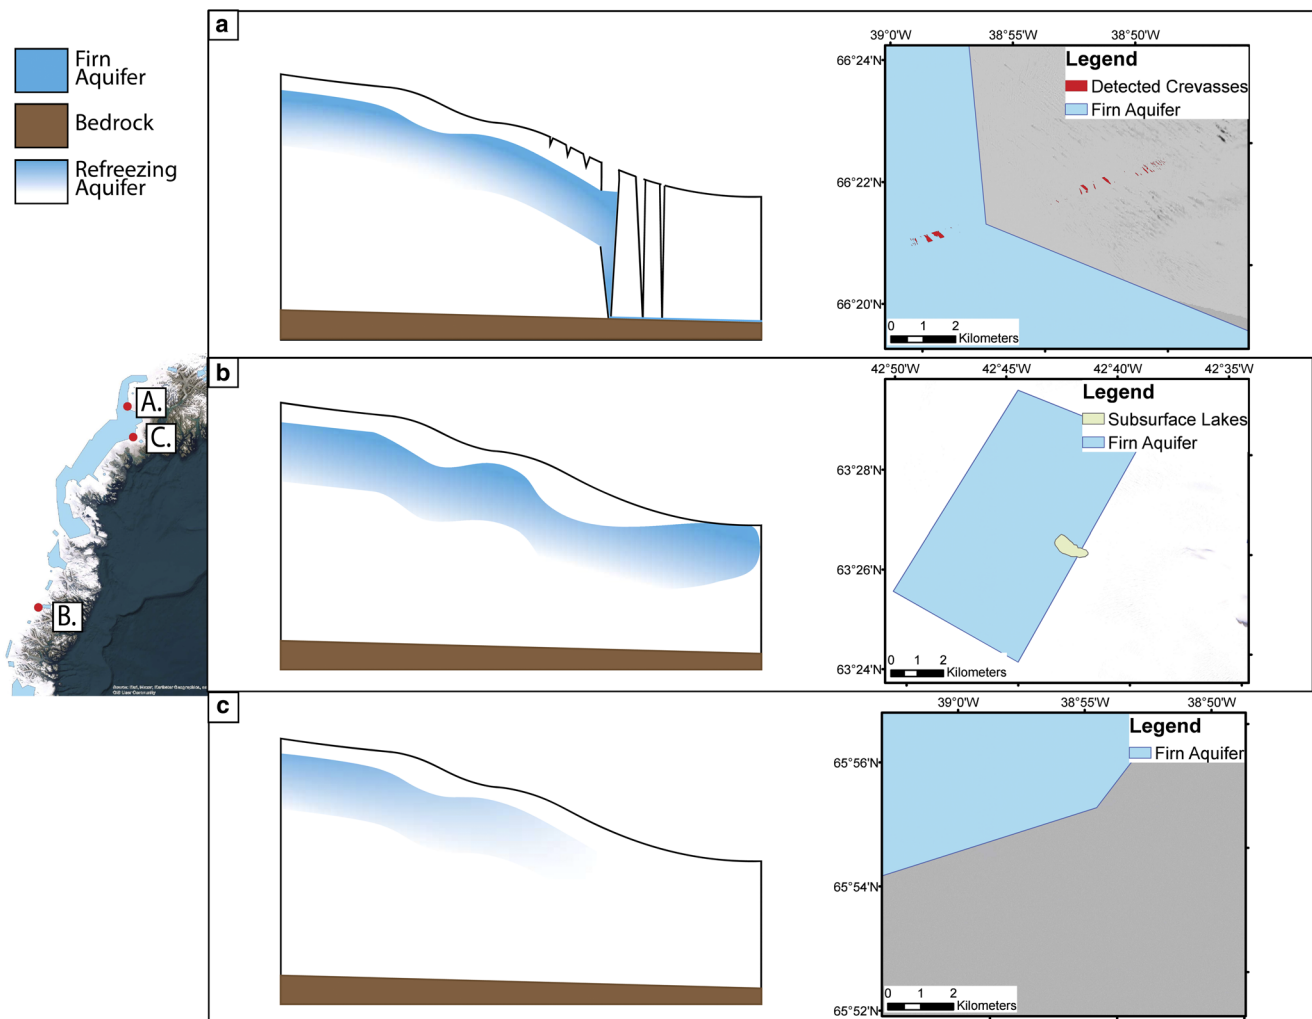 a
Firn
Aquifer
Bedrock
Refreezing
Aquifer
A.
C.
B.
39°0'W 38°55'W 38°50'W
66°24'N
66°22'N
66°20'N
Legend
Detected Crevasses
Firn Aquifer
0 1 2
Kilometers
b
42°50'W 42°45'W 42°40'W 42°35'W
63°28'N
63°26'N
63°24'N
Legend
Subsurface Lakes
Firn Aquifer
0 1 2
Kilometers
c
39°0'W 38°55'W 38°50'W
65°56'N
65°54'N
65°52'N
Legend
Firn Aquifer
0 1 2
Kilometers